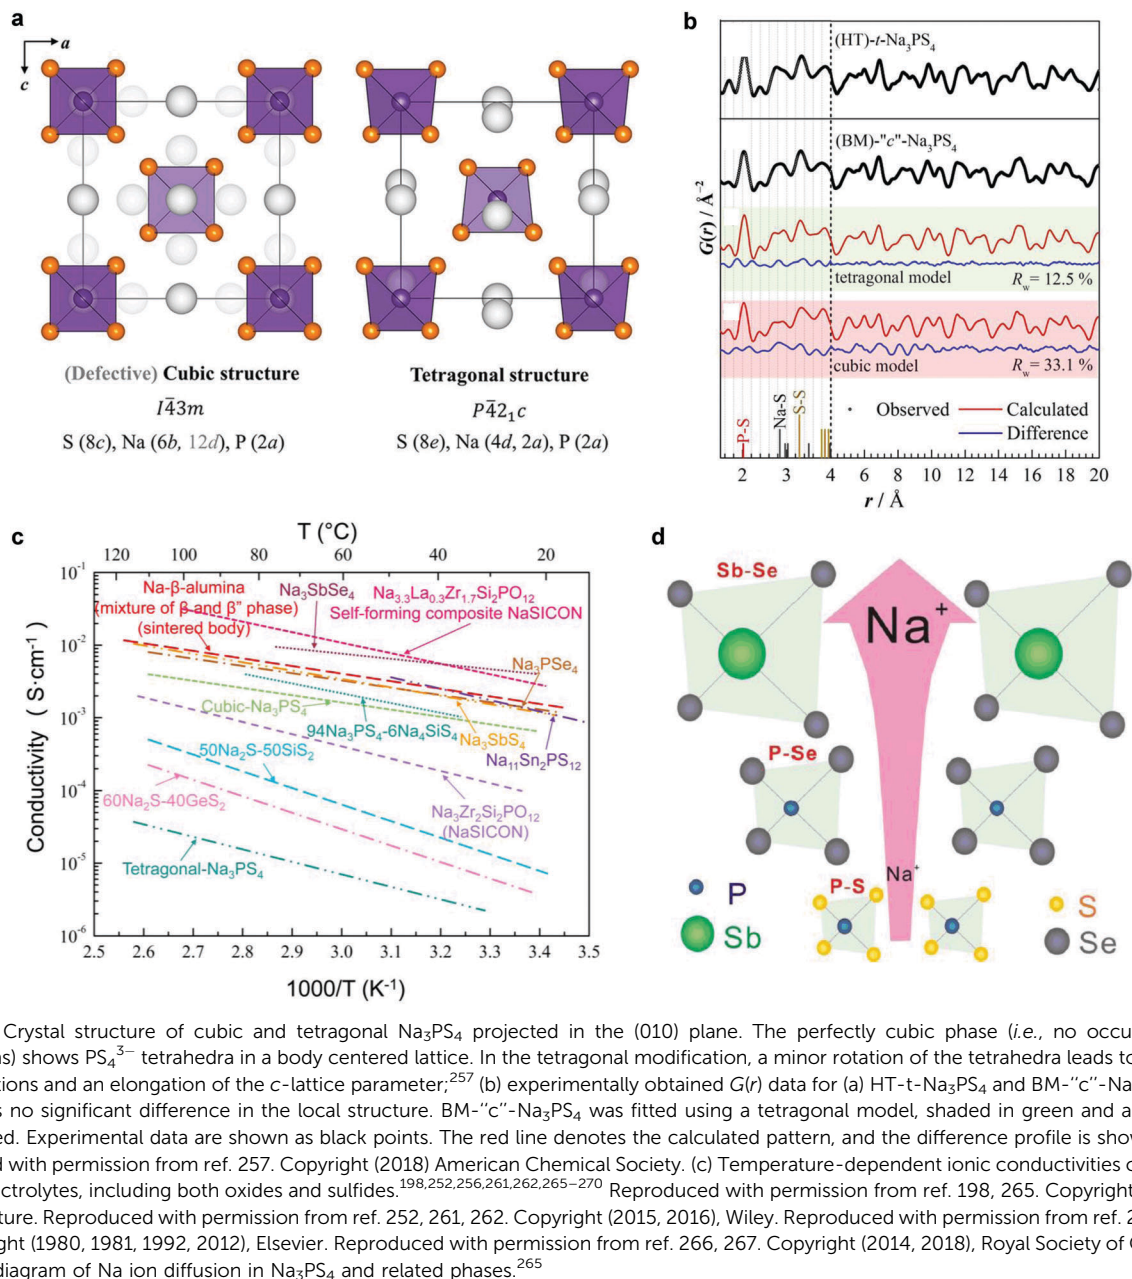 a
a
c
(Defective) Cubic structure
I4̅3m
S (8c), Na (6b, 12d), P (2a)
Tetragonal structure
P4̅2₁c
S (8e), Na (4d, 2a), P (2a)
b
G(r) / Å⁻²
(HT)-t-Na₃PS₄
(BM)-"c"-Na₃PS₄
tetragonal model
R_w = 12.5 %
cubic model
R_w = 33.1 %
P-S
Na-S
S-S
Observed
Calculated
Difference
2 3 4 6 8 10 12 14 16 18 20
r / Å
c
T (°C)
120 100 80 60 40 20
Conductivity ( S·cm⁻¹)
10⁻¹
10⁻²
10⁻³
10⁻⁴
10⁻⁵
10⁻⁶
Na-β-alumina
(mixture of β and β" phase)
(sintered body)
Na₃SbSe₄
Na₃.₃La₀.₃Zr₁.₇Si₂PO₁₂
Self-forming composite NaSICON
Na₃PSe₄
Cubic-Na₃PS₄
94Na₃PS₄-6Na₄SiS₄
Na₃SbS₄
Na₁₁Sn₂PS₁₂
50Na₂S-50SiS₂
60Na₂S-40GeS₂
Na₃Zr₂Si₂PO₁₂
(NaSICON)
Tetragonal-Na₃PS₄
2.5 2.6 2.7 2.8 2.9 3.0 3.1 3.2 3.3 3.4 3.5
1000/T (K⁻¹)
d
Sb-Se
Na⁺
P-Se
Na⁺
P-S
P
Sb
S
Se
Crystal structure of cubic and tetragonal Na₃PS₄ projected in the (010) plane. The perfectly cubic phase (i.e., no occu
s) shows PS₄³⁻ tetrahedra in a body centered lattice. In the tetragonal modification, a minor rotation of the tetrahedra leads to
tions and an elongation of the c-lattice parameter;²⁵⁷ (b) experimentally obtained G(r) data for (a) HT-t-Na₃PS₄ and BM-"c"-Na
s no significant difference in the local structure. BM-"c"-Na₃PS₄ was fitted using a tetragonal model, shaded in green and a
ed. Experimental data are shown as black points. The red line denotes the calculated pattern, and the difference profile is show
d with permission from ref. 257. Copyright (2018) American Chemical Society. (c) Temperature-dependent ionic conductivities o
ectrolytes, including both oxides and sulfides.¹⁹⁸,²⁵²,²⁵⁶,²⁶¹,²⁶²,²⁶⁵⁻²⁷⁰ Reproduced with permission from ref. 198, 265. Copyright
ture. Reproduced with permission from ref. 252, 261, 262. Copyright (2015, 2016), Wiley. Reproduced with permission from ref. 2
ght (1980, 1981, 1992, 2012), Elsevier. Reproduced with permission from ref. 266, 267. Copyright (2014, 2018), Royal Society of
diagram of Na ion diffusion in Na₃PS₄ and related phases.²⁶⁵